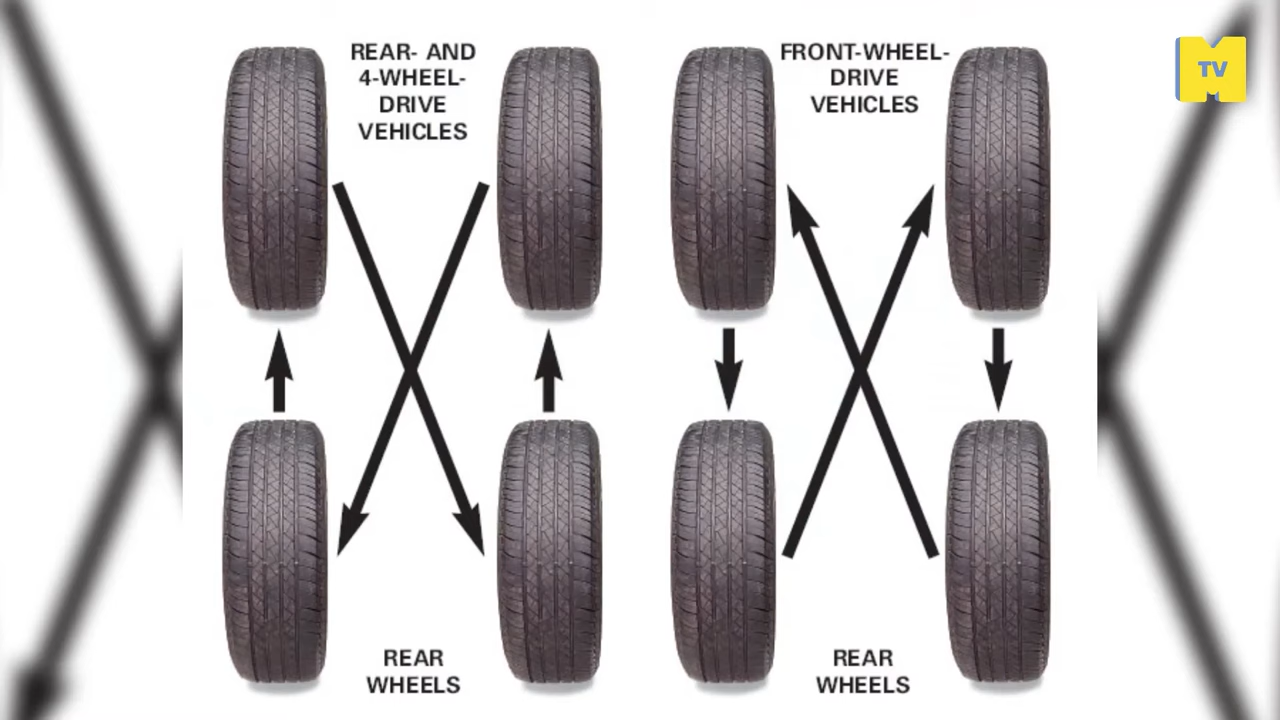 REAR- AND
4-WHEEL-
DRIVE
VEHICLES
FRONT-WHEEL-
DRIVE
VEHICLES
TV
M
REAR
WHEELS
REAR
WHEELS